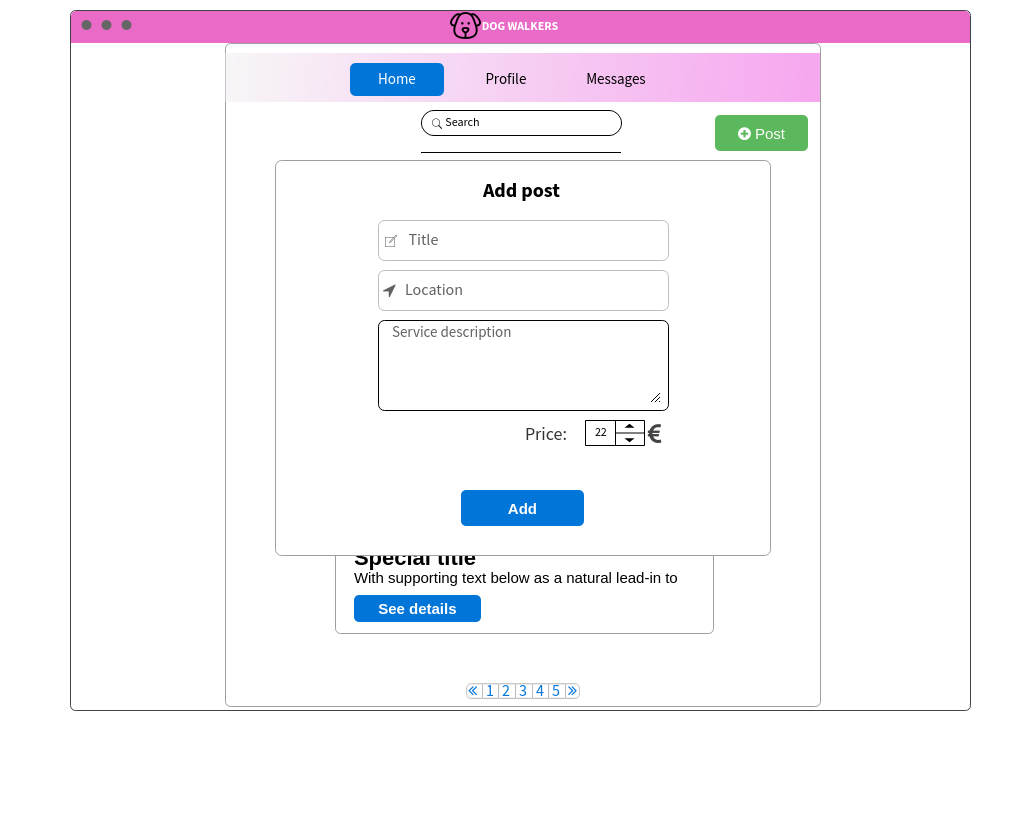 DOG WALKERS
Home Profile Messages
Search
Post
Add post
Title
Location
Service description
Price: 22 €
Add
Special title
With supporting text below as a natural lead-in to
See details
« 1 2 3 4 5 »